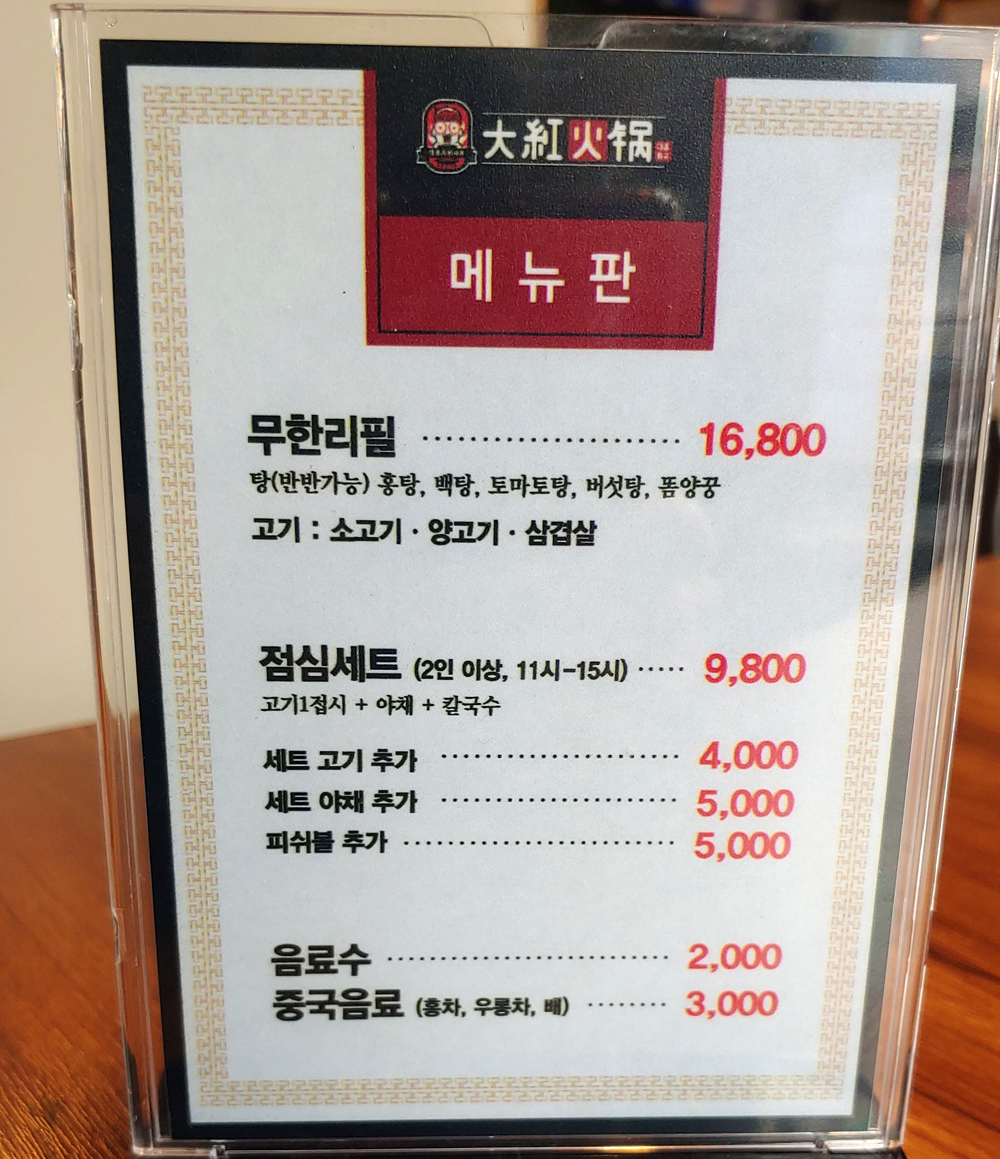 大紅火锅
메뉴판
무한리필 ························ 16,800
탕(반반가능) 홍탕, 백탕, 토마토탕, 버섯탕, 똠양꿍
고기 : 소고기 · 양고기 · 삼겹살
점심세트 (2인 이상, 11시-15시) ····· 9,800
고기1접시 + 야채 + 칼국수
세트 고기 추가 ························ 4,000
세트 야채 추가 ························ 5,000
피쉬볼 추가 ··························· 5,000
음료수 ··························· 2,000
중국음료 (홍차, 우롱차, 배) ········ 3,000